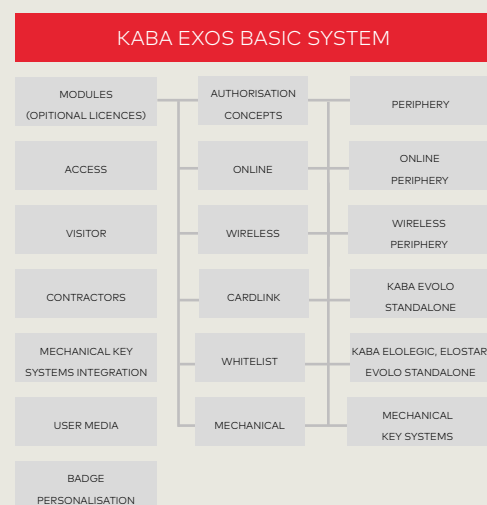 KABA EXOS BASIC SYSTEM
MODULES
(OPITIONAL LICENCES)
AUTHORISATION
CONCEPTS
PERIPHERY
ACCESS
ONLINE
ONLINE
PERIPHERY
VISITOR
WIRELESS
WIRELESS
PERIPHERY
CONTRACTORS
CARDLINK
KABA EVOLO
STANDALONE
MECHANICAL KEY
SYSTEMS INTEGRATION
WHITELIST
KABA ELOLEGIC, ELOSTAR
EVOLO STANDALONE
USER MEDIA
MECHANICAL
MECHANICAL
KEY SYSTEMS
BADGE
PERSONALISATION